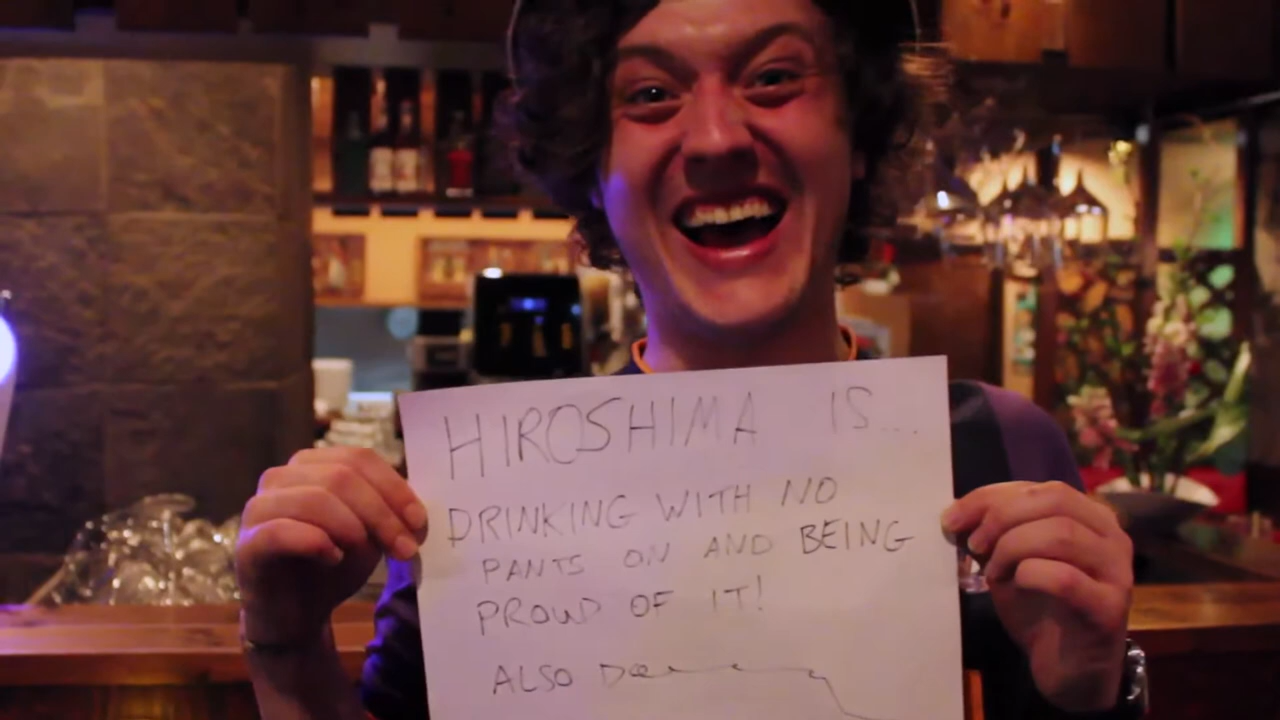 HIROSHIMA IS...
DRINKING WITH NO
PANTS ON AND BEING
PROUD OF IT!
ALSO